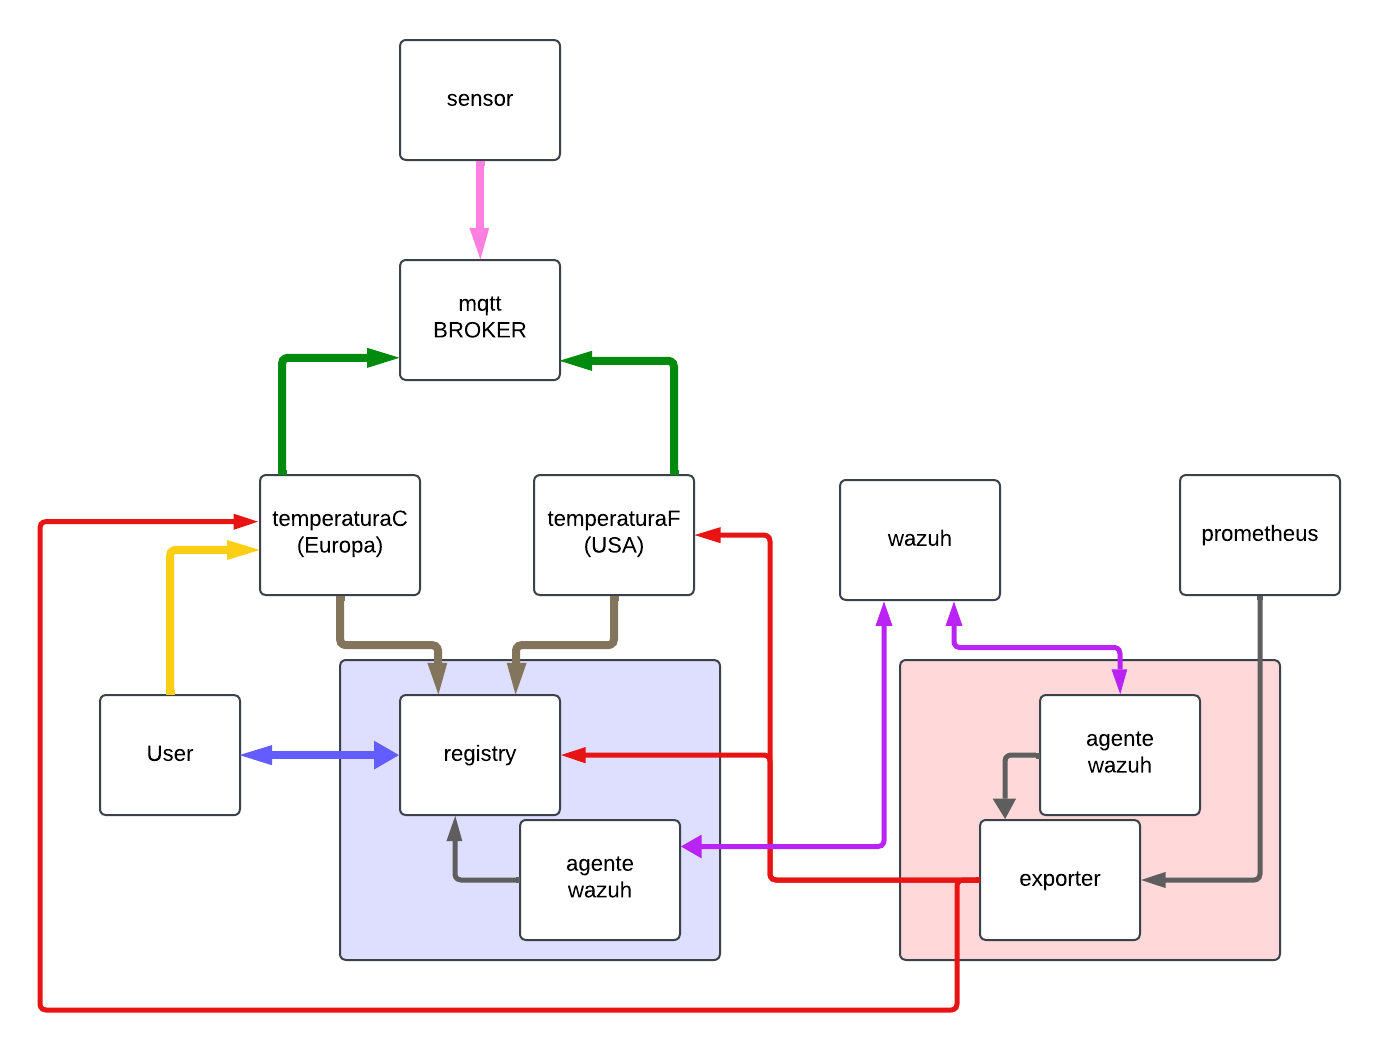 sensor
mqtt
BROKER
temperaturaC
(Europa)
temperaturaF
(USA)
wazuh
prometheus
User
registry
agente
wazuh
agente
wazuh
exporter